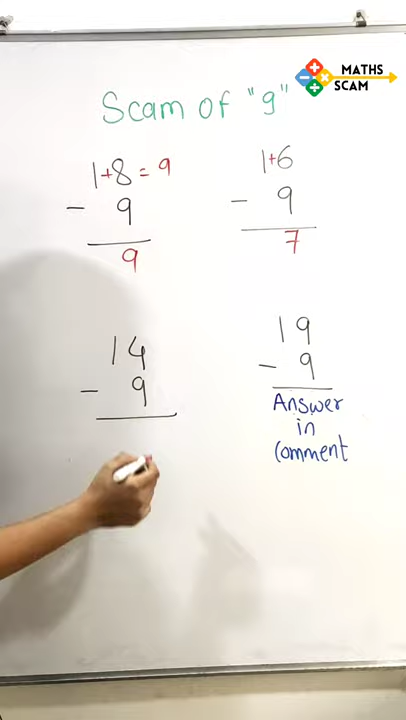 MATHS
SCAM
Scam of "9"
1+8 = 9
- 9
9
1+6
- 9
7
14
- 9
19
- 9
Answer
in
Comment